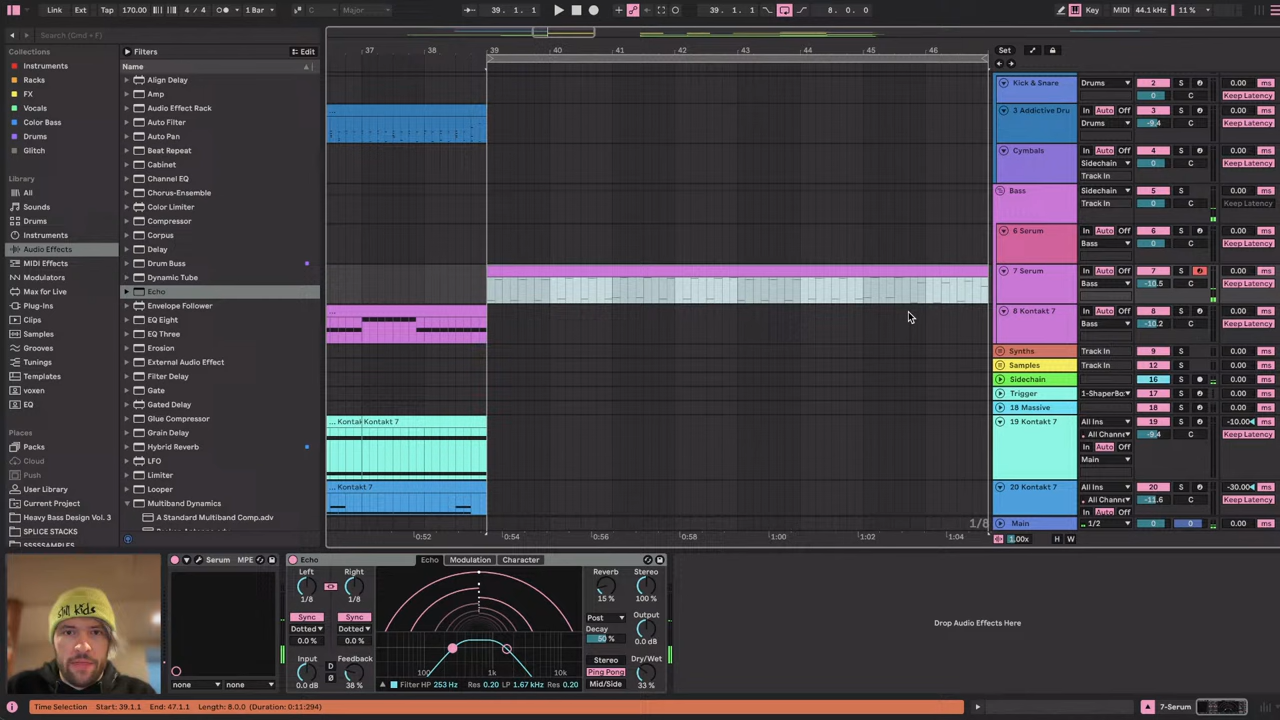 Link Ext Tap 170.00 4 / 4 1 Bar C Major 39. 1. 1 39. 1. 1 8. 0. 0 Key MIDI 44.1 kHz 11 %
Search (Cmd + F)
Collections
Instruments
Racks
FX
Vocals
Color Bass
Drums
Glitch
Library
All
Sounds
Drums
Instruments
Audio Effects
MIDI Effects
Modulators
Max for Live
Plug-Ins
Clips
Samples
Grooves
Tunings
Templates
voxen
EQ
Places
Packs
Cloud
Push
User Library
Current Project
Heavy Bass Design Vol. 3
SPLICE STACKS
Filters Edit
Name
Align Delay
Amp
Audio Effect Rack
Auto Filter
Auto Pan
Beat Repeat
Cabinet
Channel EQ
Chorus-Ensemble
Color Limiter
Compressor
Corpus
Delay
Drum Buss
Dynamic Tube
Echo
Envelope Follower
EQ Eight
EQ Three
Erosion
External Audio Effect
Filter Delay
Gate
Gated Delay
Glue Compressor
Grain Delay
Hybrid Reverb
LFO
Limiter
Looper
Multiband Dynamics
A Standard Multiband Comp.adv
37 38 39 40 41 42 43 44 45 46
Set
Kick & Snare Drums 2 S 0.00 ms
0 C Keep Latency
3 Addictive Dru In Auto Off 3 S 0.00 ms
Drums -9.4 C Keep Latency
Cymbals In Auto Off 4 S 0.00 ms
Sidechain 0 C Keep Latency
Track In
Bass Sidechain 5 S 0.00 ms
Track In 0 C Keep Latency
6 Serum In Auto Off 6 S 0.00 ms
Bass 0 C Keep Latency
7 Serum In Auto Off 7 S 0.00 ms
Bass -10.5 C Keep Latency
8 Kontakt 7 In Auto Off 8 S 0.00 ms
Bass -10.2 C Keep Latency
Synths Track In 9 S 0.00 ms
Samples Track In 12 S 0.00 ms
Sidechain 16 S 0.00 ms
Trigger 1-ShaperBo 17 S 0.00 ms
18 Massive 18 S 0.00 ms
19 Kontakt 7 All Ins 19 S -10.00 ms
All Channe -9.4 C Keep Latency
In Auto Off
Main
20 Kontakt 7 All Ins 20 S -30.00 ms
All Channe -11.6 C Keep Latency
In Auto Off
Main 1/2 0 0 0.00 ms
... Kontak Kontakt 7
... Kontakt 7
1/8
0:52 0:54 0:56 0:58 1:00 1:02 1:04
1.00x H W
still kids
Serum MPE
none none
Echo
Left Right
1/8 1/8
Sync Sync
Dotted Dotted
0.0 % 0.0 %
Input Feedback
D
Ø
0.0 dB 38 %
Echo Modulation Character
100 1k 10k
Filter HP 253 Hz Res 0.20 LP 1.67 kHz Res 0.20
Reverb Stereo
15 % 100 %
Post Output
Decay
50 % 0.0 dB
Stereo Dry/Wet
Ping Pong
Mid/Side 33 %
Drop Audio Effects Here
Time Selection Start: 39.1.1 End: 47.1.1 Length: 8.0.0 (Duration: 0:11:294)
7-Serum